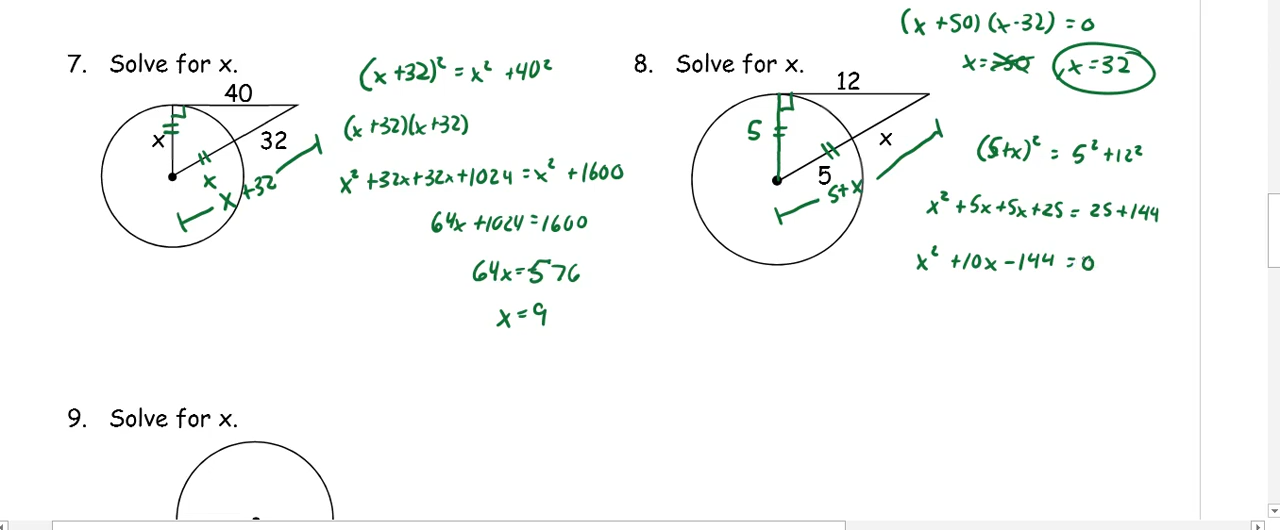 (x +50)(x-32) = 0
x=-50 x=32
7. Solve for x.
(x +32)² = x² +40²
40
x
32
x
x +32
(x +32)(x+32)
x² +32x+32x+1024 = x² +1600
64x +1024 = 1600
64x=576
x=9
8. Solve for x.
12
5
x
5
5+x
(5+x)² = 5² +12²
x² +5x+5x+25 = 25+144
x² +10x-144 = 0
9. Solve for x.